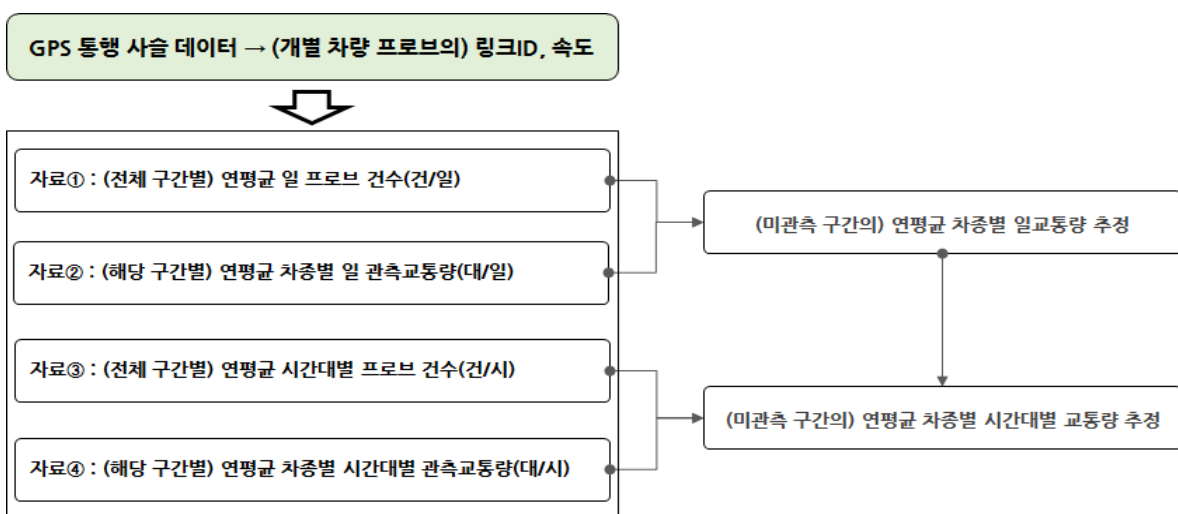 GPS 통행 사슬 데이터 → (개별 차량 프로브의) 링크ID, 속도
자료① : (전체 구간별) 연평균 일 프로브 건수(건/일)
자료② : (해당 구간별) 연평균 차종별 일 관측교통량(대/일)
(미관측 구간의) 연평균 차종별 일교통량 추정
자료③ : (전체 구간별) 연평균 시간대별 프로브 건수(건/시)
자료④ : (해당 구간별) 연평균 차종별 시간대별 관측교통량(대/시)
(미관측 구간의) 연평균 차종별 시간대별 교통량 추정